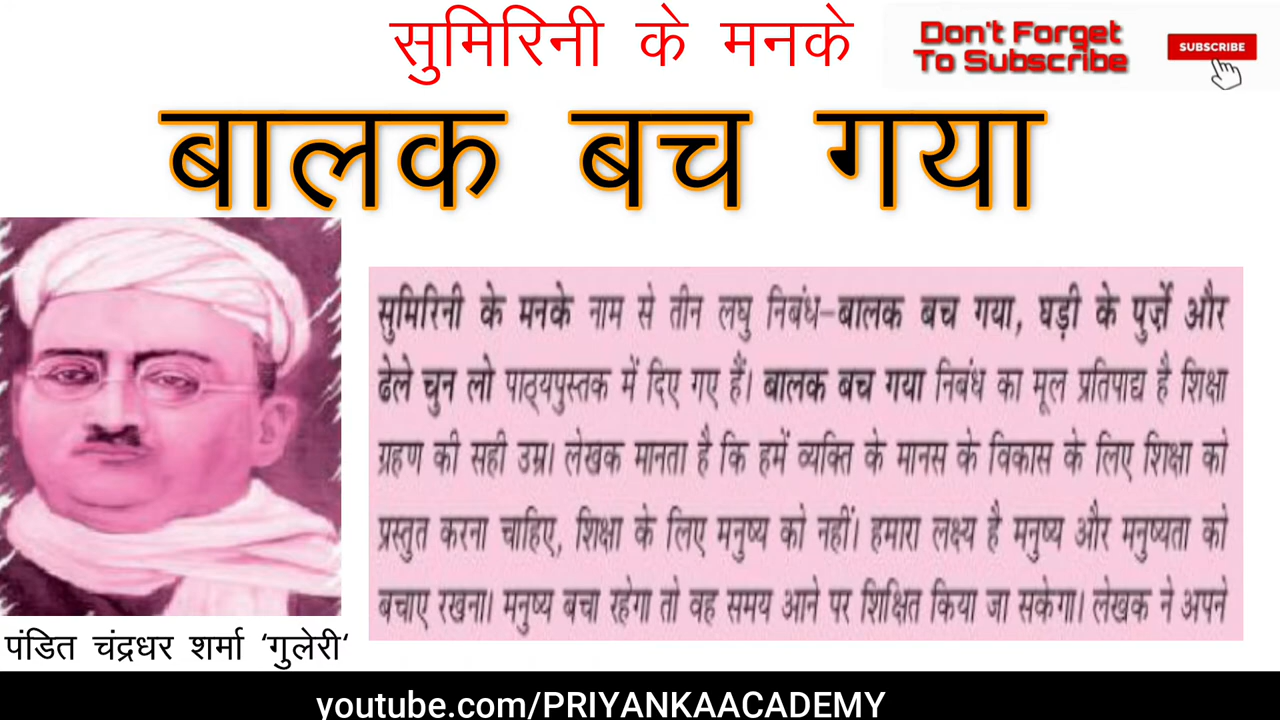 सुमिरिनी के मनके
Don't Forget
To Subscribe
SUBSCRIBE
बालक बच गया
सुमिरिनी के मनके नाम से तीन लघु निबंध–बालक बच गया, घड़ी के पुर्ज़े और
ढेले चुन लो पाठ्यपुस्तक में दिए गए हैं। बालक बच गया निबंध का मूल प्रतिपाद्य है शिक्षा
ग्रहण की सही उम्र। लेखक मानता है कि हमें व्यक्ति के मानस के विकास के लिए शिक्षा को
प्रस्तुत करना चाहिए, शिक्षा के लिए मनुष्य को नहीं। हमारा लक्ष्य है मनुष्य और मनुष्यता को
बचाए रखना। मनुष्य बचा रहेगा तो वह समय आने पर शिक्षित किया जा सकेगा। लेखक ने अपने
पंडित चंद्रधर शर्मा ‘गुलेरी‘
youtube.com/PRIYANKAACADEMY